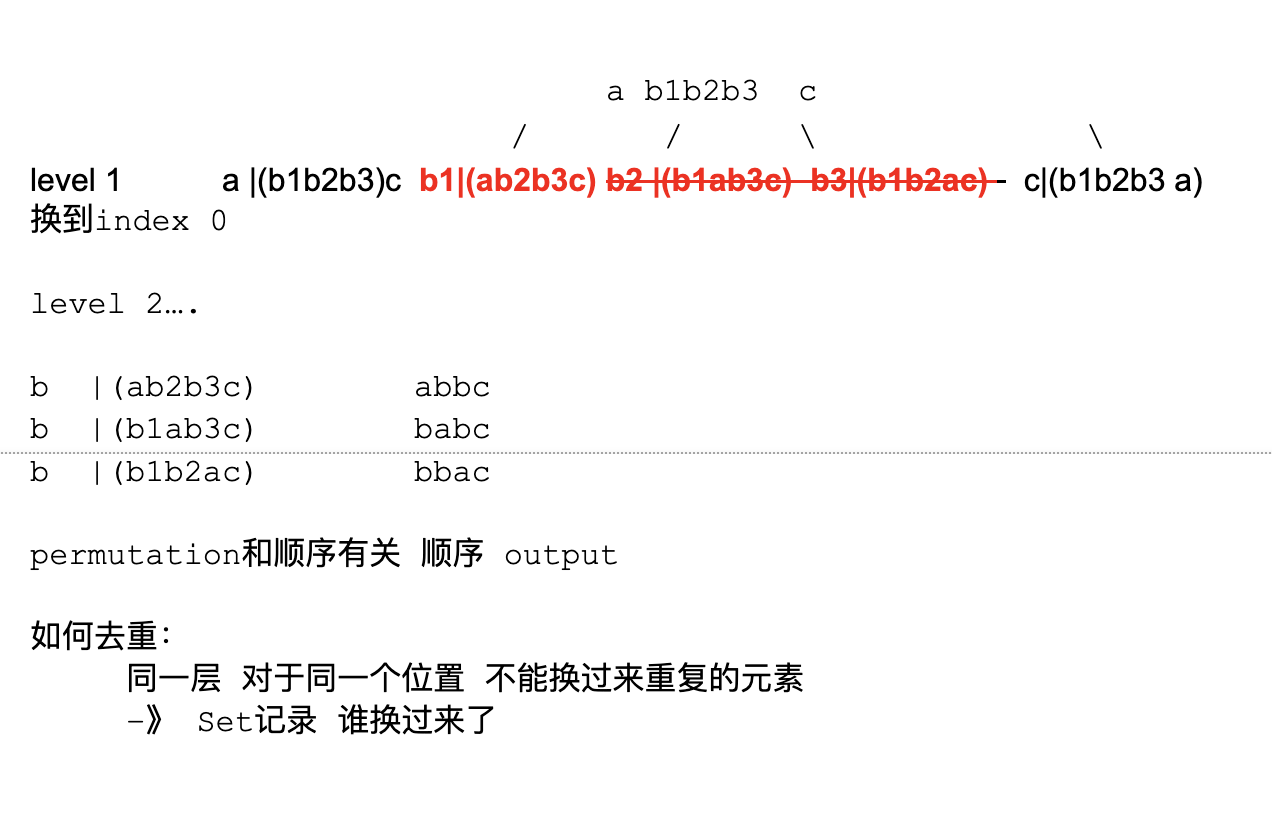 a b1b2b3 c
/ / \ \
level 1 a |(b1b2b3)c b1|(ab2b3c) b2 |(b1ab3c) b3|(b1b2ac) - c|(b1b2b3 a)
换到index 0
level 2….
b |(ab2b3c) abbc
b |(b1ab3c) babc
b |(b1b2ac) bbac
permutation和顺序有关 顺序 output
如何去重：
同一层 对于同一个位置 不能换过来重复的元素
–》 Set记录 谁换过来了